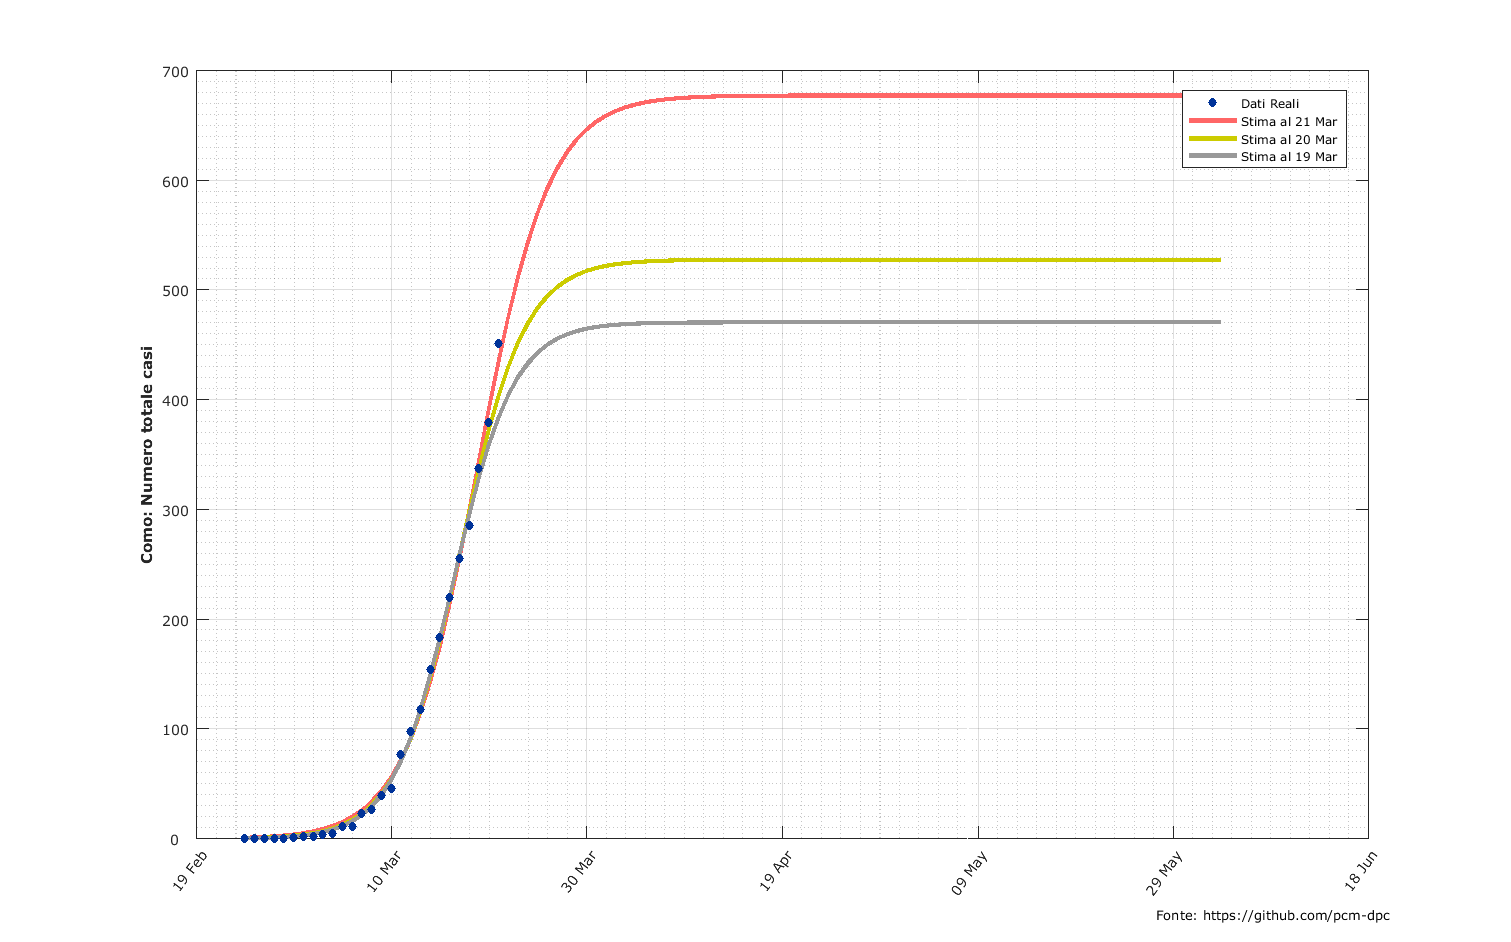 700
600
500
400
300
200
100
0
Como: Numero totale casi
Dati Reali
Stima al 21 Mar
Stima al 20 Mar
Stima al 19 Mar
19 Feb
10 Mar
30 Mar
19 Apr
09 May
29 May
18 Jun
Fonte: https://github.com/pcm-dpc